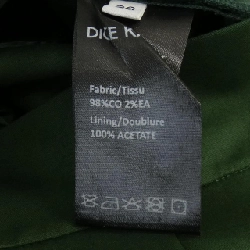 Fabric/Tissu
98%CO 2%EA
Lining/Doublure
100% ACETATE